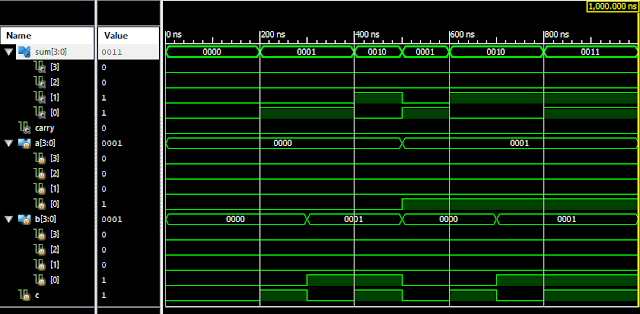 1,000.000 ns
Name Value 0 ns 200 ns 400 ns 600 ns 800 ns
sum[3:0] 0011 0000 0001 0010 0001 0010 0011
[3] 0
[2] 0
[1] 1
[0] 1
carry 0
a[3:0] 0001 0000 0001
[3] 0
[2] 0
[1] 0
[0] 1
b[3:0] 0001 0000 0001 0000 0001
[3] 0
[2] 0
[1] 0
[0] 1
c 1